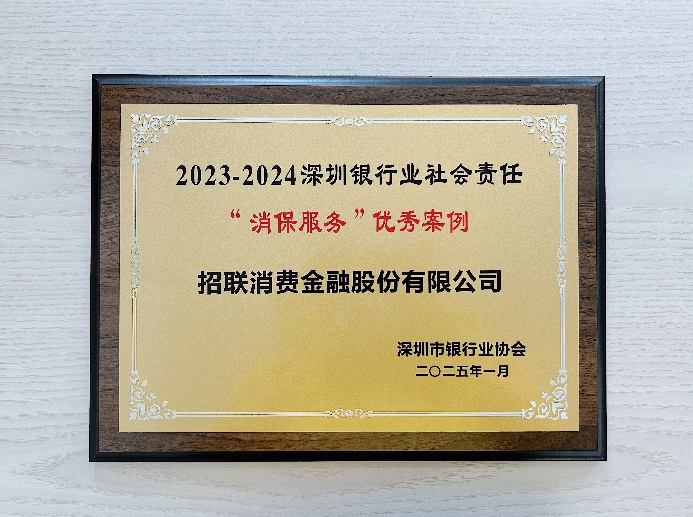 2023-2024深圳银行业社会责任
“消保服务”优秀案例
招联消费金融股份有限公司
深圳市银行业协会
二〇二五年一月